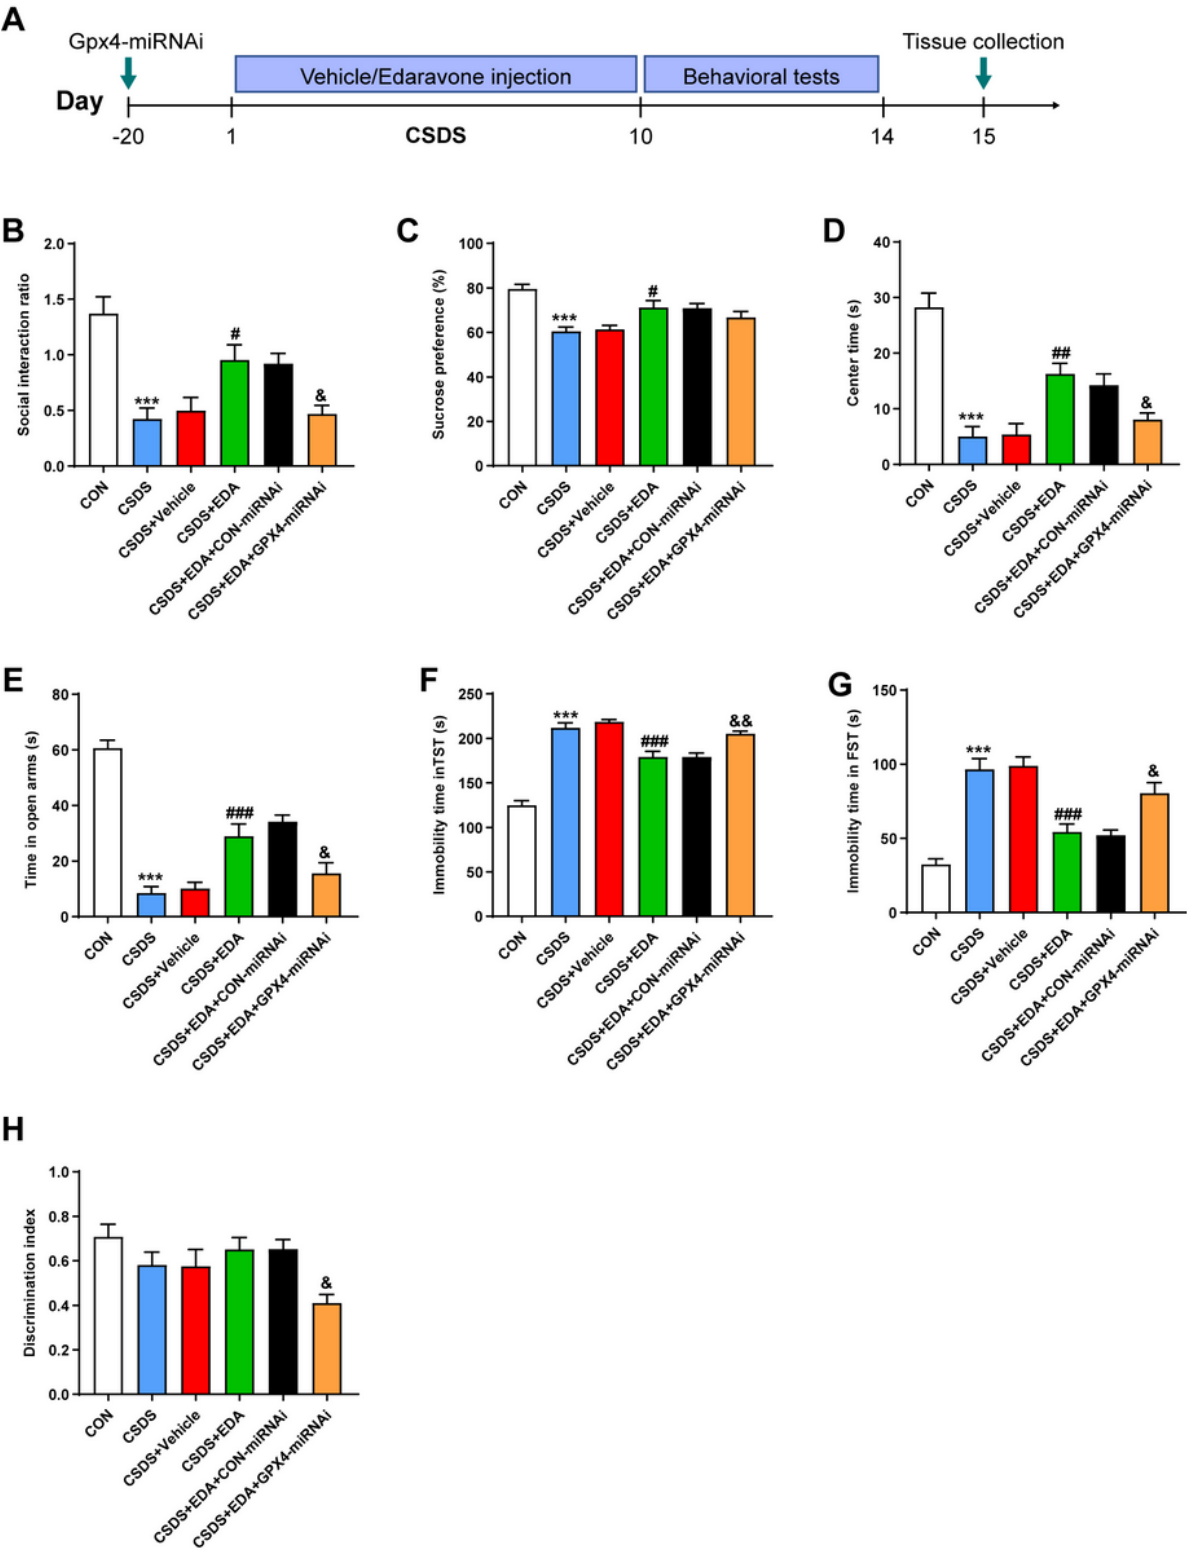 A
Gpx4-miRNAi
Tissue collection
Vehicle/Edaravone injection
Behavioral tests
Day
-20
1
CSDS
10
14
15
B
Social interaction ratio
2.0
1.5
1.0
0.5
0.0
***
#
&
CON
CSDS
CSDS+Vehicle
CSDS+EDA
CSDS+EDA+CON-miRNAi
CSDS+EDA+GPX4-miRNAi
C
Sucrose preference (%)
100
80
60
40
20
0
***
#
CON
CSDS
CSDS+Vehicle
CSDS+EDA
CSDS+EDA+CON-miRNAi
CSDS+EDA+GPX4-miRNAi
D
Center time (s)
40
30
20
10
0
***
##
&
CON
CSDS
CSDS+Vehicle
CSDS+EDA
CSDS+EDA+CON-miRNAi
CSDS+EDA+GPX4-miRNAi
E
Time in open arms (s)
80
60
40
20
0
***
###
&
CON
CSDS
CSDS+Vehicle
CSDS+EDA
CSDS+EDA+CON-miRNAi
CSDS+EDA+GPX4-miRNAi
F
Immobility time inTST (s)
250
200
150
100
50
0
***
###
&&
CON
CSDS
CSDS+Vehicle
CSDS+EDA
CSDS+EDA+CON-miRNAi
CSDS+EDA+GPX4-miRNAi
G
Immobility time in FST (s)
150
100
50
0
***
###
&
CON
CSDS
CSDS+Vehicle
CSDS+EDA
CSDS+EDA+CON-miRNAi
CSDS+EDA+GPX4-miRNAi
H
Discrimination index
1.0
0.8
0.6
0.4
0.2
0.0
&
CON
CSDS
CSDS+Vehicle
CSDS+EDA
CSDS+EDA+CON-miRNAi
CSDS+EDA+GPX4-miRNAi